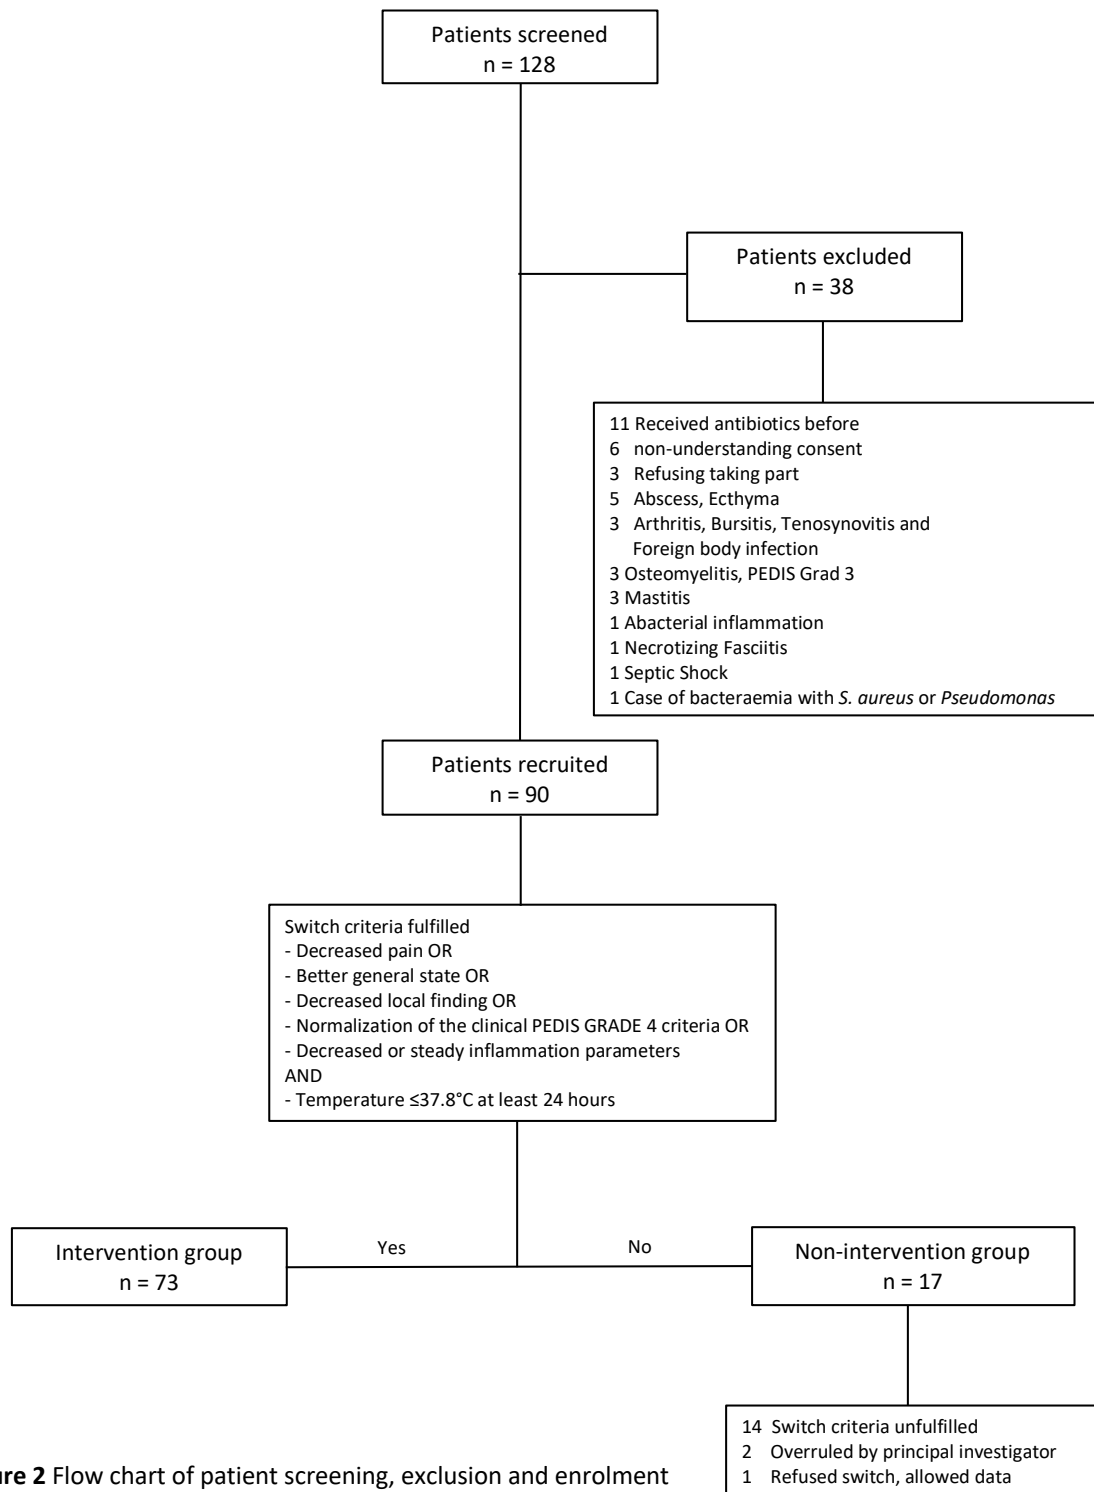 Patients screened
n = 128
Patients excluded
n = 38
11 Received antibiotics before
6 non-understanding consent
3 Refusing taking part
5 Abscess, Ecthyma
3 Arthritis, Bursitis, Tenosynovitis and
Foreign body infection
3 Osteomyelitis, PEDIS Grad 3
3 Mastitis
1 Abacterial inflammation
1 Necrotizing Fasciitis
1 Septic Shock
1 Case of bacteraemia with S. aureus or Pseudomonas
Patients recruited
n = 90
Switch criteria fulfilled
- Decreased pain OR
- Better general state OR
- Decreased local finding OR
- Normalization of the clinical PEDIS GRADE 4 criteria OR
- Decreased or steady inflammation parameters
AND
- Temperature ≤37.8°C at least 24 hours
Intervention group
n = 73
Yes
No
Non-intervention group
n = 17
14 Switch criteria unfulfilled
2 Overruled by principal investigator
1 Refused switch, allowed data
ure 2 Flow chart of patient screening, exclusion and enrolment